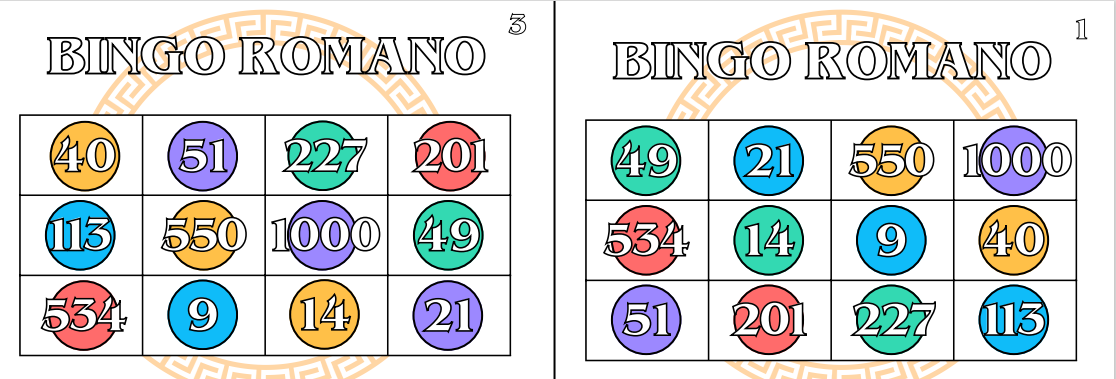 3
BINGO ROMANO
40 51 227 201
113 550 1000 49
534 9 14 21
1
BINGO ROMANO
49 21 550 1000
534 14 9 40
51 201 227 113